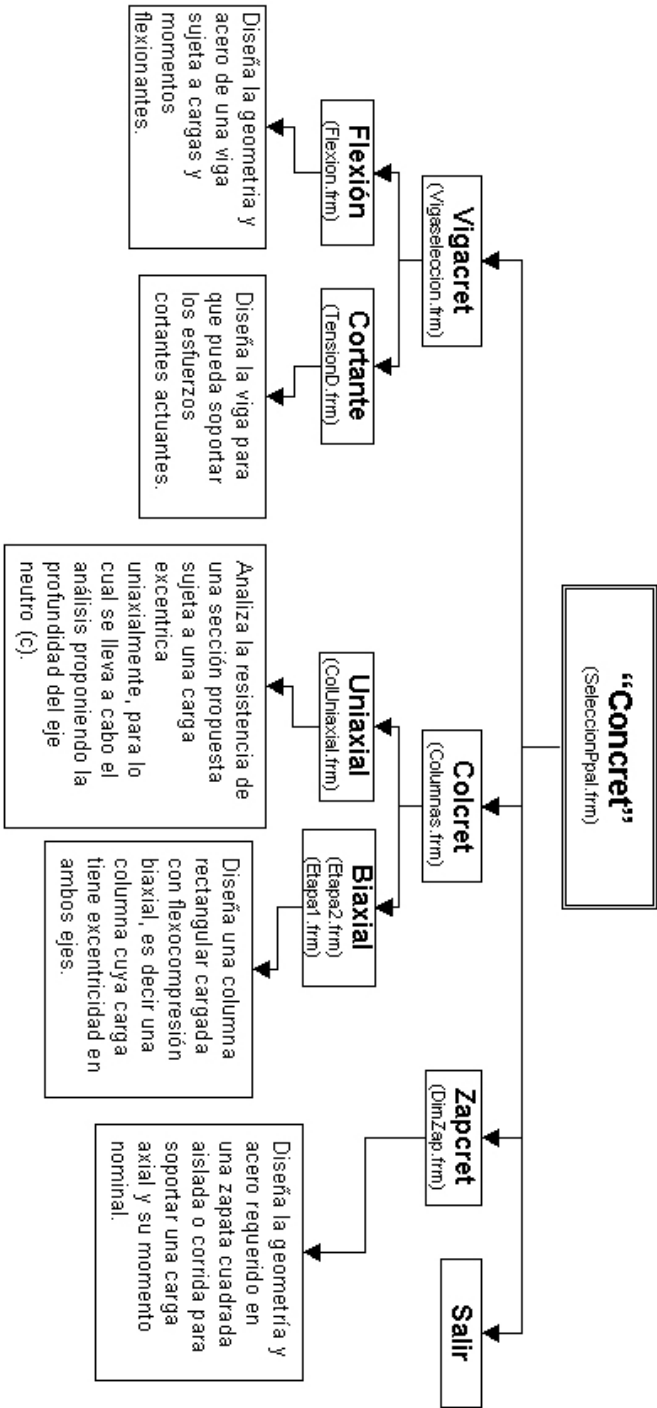 “Concret”
(SeleccionPpal.frm)
Vigacret
(Vigaseleccion.frm)
Colcret
(Columnas.frm)
Zapcret
(DimZap.frm)
Salir
Flexión
(Flexion.frm)
Cortante
(TensionD.frm)
Uniaxial
(ColUniaxial.frm)
Biaxial
(Etapa2.frm)
(Etapa1.frm)
Diseña la geometria y
acero de una viga
sujeta a cargas y
momentos
flexionantes.
Diseña la viga para
que pueda soportar
los esfuerzos
cortantes actuantes.
Analiza la resistencia de
una sección propuesta
sujeta a una carga
excentrica
uniaxialmente, para lo
cual se lleva a cabo el
análisis proponiendo la
profundidad del eje
neutro (c).
Diseña una columna
rectangular cargada
con flexocompresión
biaxial, es decir una
columna cuya carga
tiene excentricidad en
ambos ejes.
Diseña la geometría y
acero requerido en
una zapata cuadrada
aislada o corrida para
soportar una carga
axial y su momento
nominal.